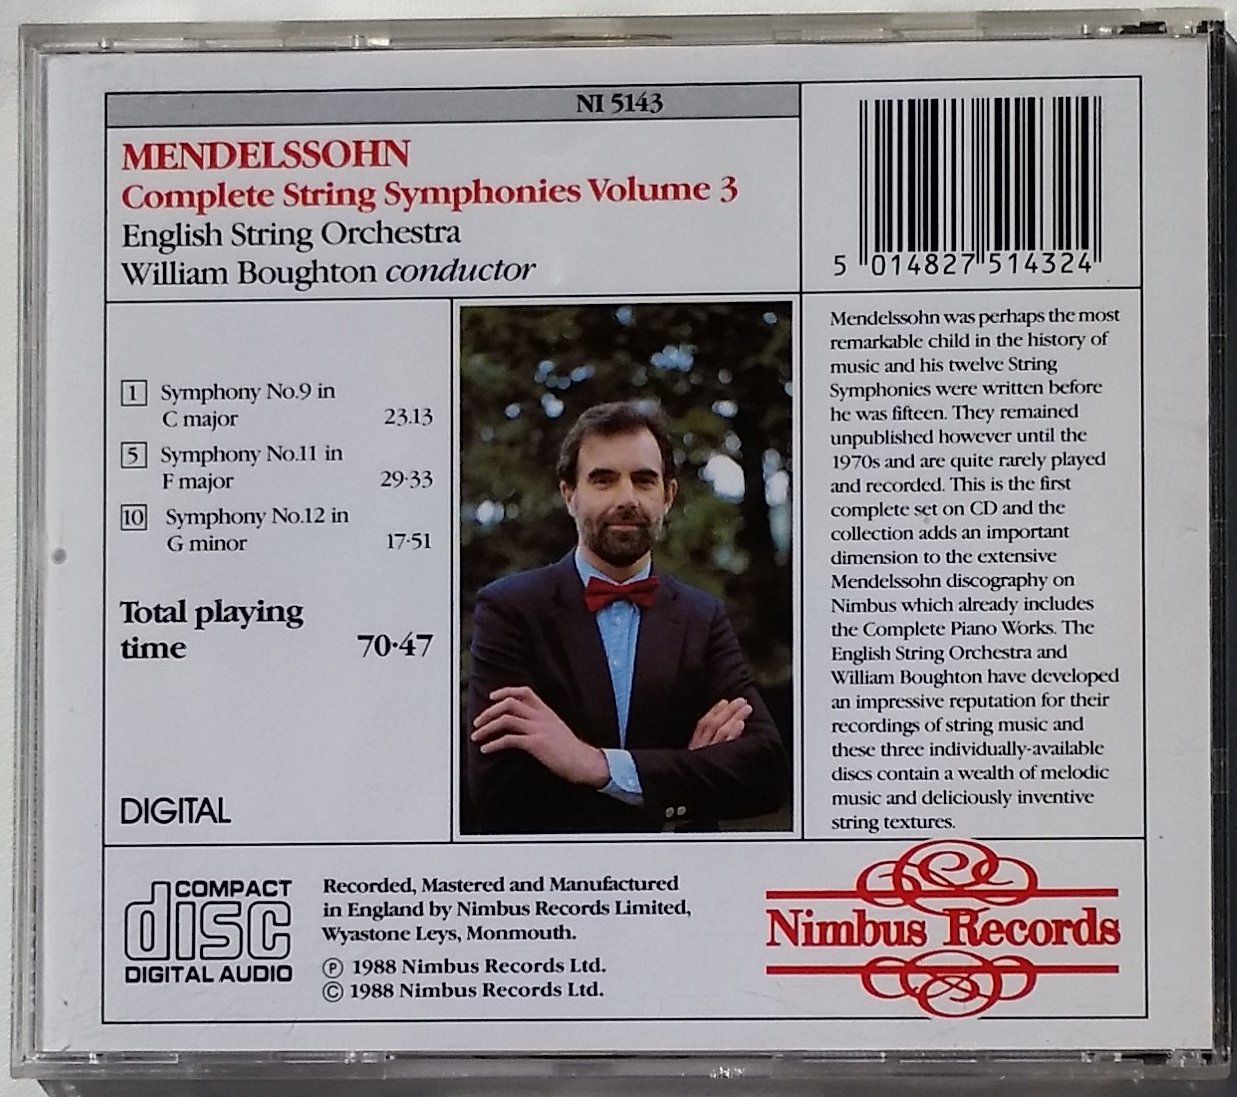 NI 5143
MENDELSSOHN
Complete String Symphonies Volume 3
English String Orchestra
William Boughton conductor
5 014827 514324
1 Symphony No.9 in
C major 23.13
5 Symphony No.11 in
F major 29·33
10 Symphony No.12 in
G minor 17·51
Total playing
time 70·47
DIGITAL
Mendelssohn was perhaps the most
remarkable child in the history of
music and his twelve String
Symphonies were written before
he was fifteen. They remained
unpublished however until the
1970s and are quite rarely played
and recorded. This is the first
complete set on CD and the
collection adds an important
dimension to the extensive
Mendelssohn discography on
Nimbus which already includes
the Complete Piano Works. The
English String Orchestra and
William Boughton have developed
an impressive reputation for their
recordings of string music and
these three individually-available
discs contain a wealth of melodic
music and deliciously inventive
string textures.
COMPACT
disc
DIGITAL AUDIO
Recorded, Mastered and Manufactured
in England by Nimbus Records Limited,
Wyastone Leys, Monmouth.
℗ 1988 Nimbus Records Ltd.
© 1988 Nimbus Records Ltd.
Nimbus Records